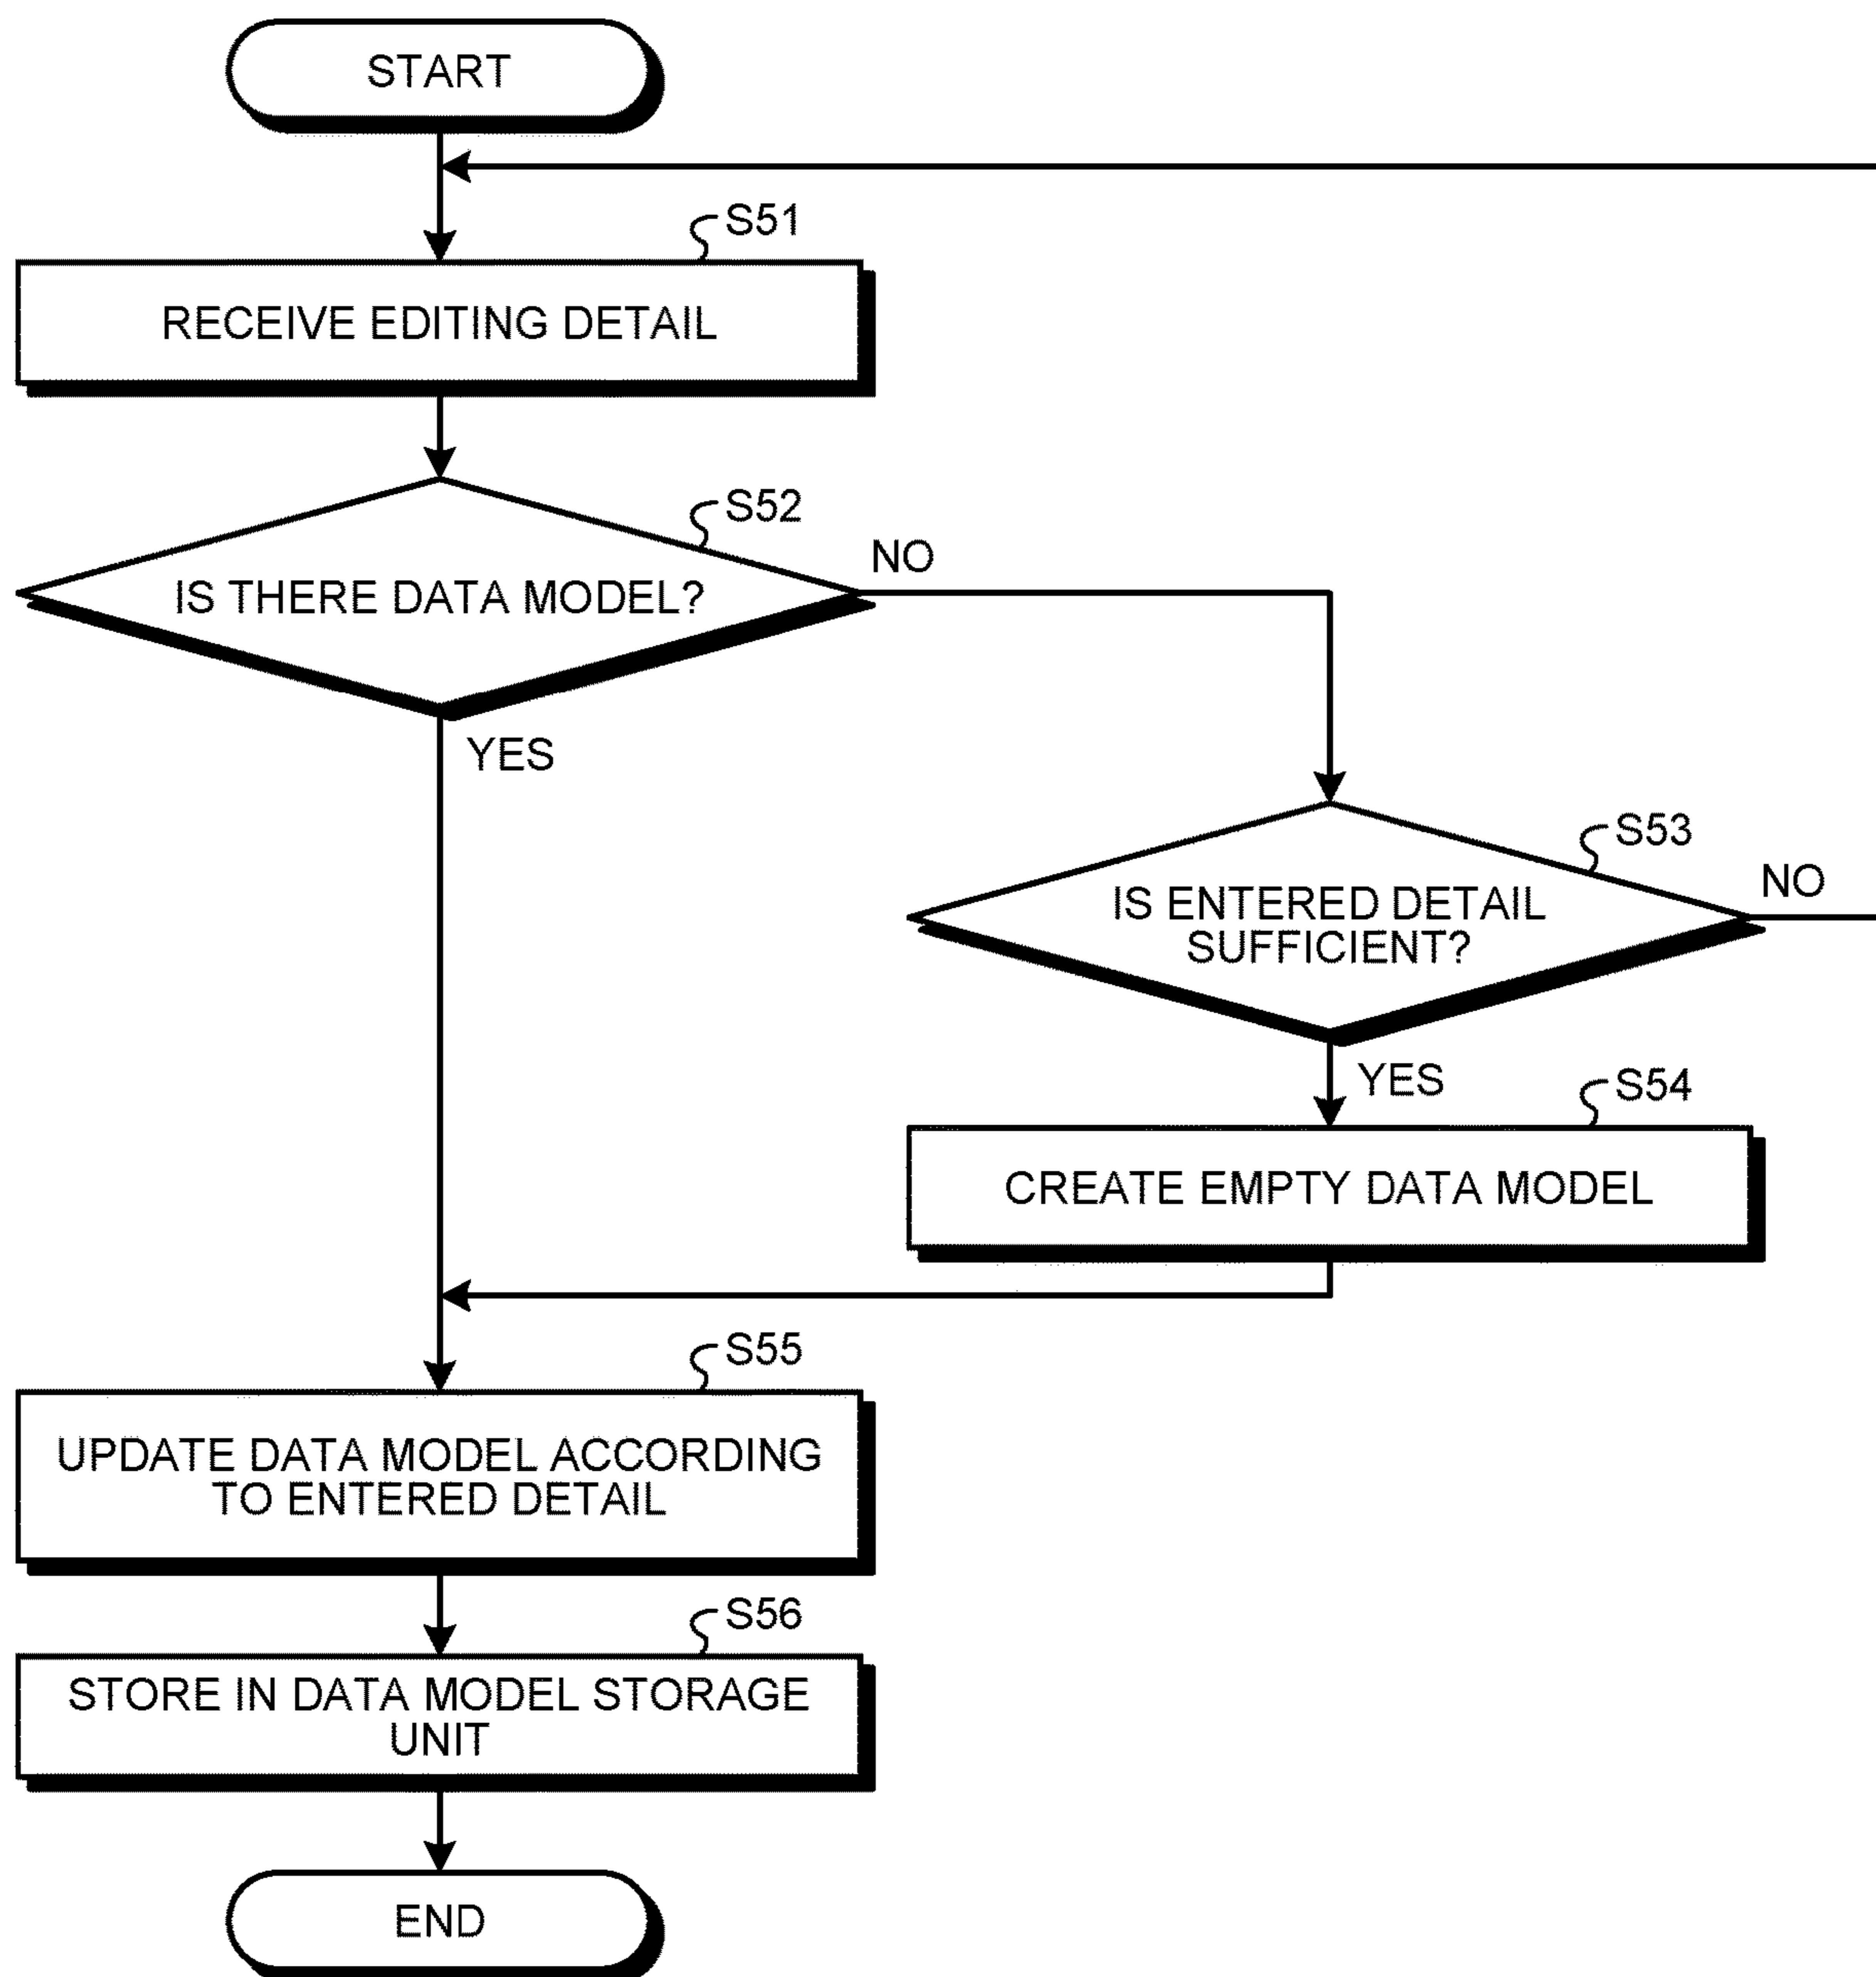 START
S51
RECEIVE EDITING DETAIL
S52
IS THERE DATA MODEL?
NO
YES
S53
IS ENTERED DETAIL
SUFFICIENT?
NO
YES
S54
CREATE EMPTY DATA MODEL
S55
UPDATE DATA MODEL ACCORDING
TO ENTERED DETAIL
S56
STORE IN DATA MODEL STORAGE
UNIT
END